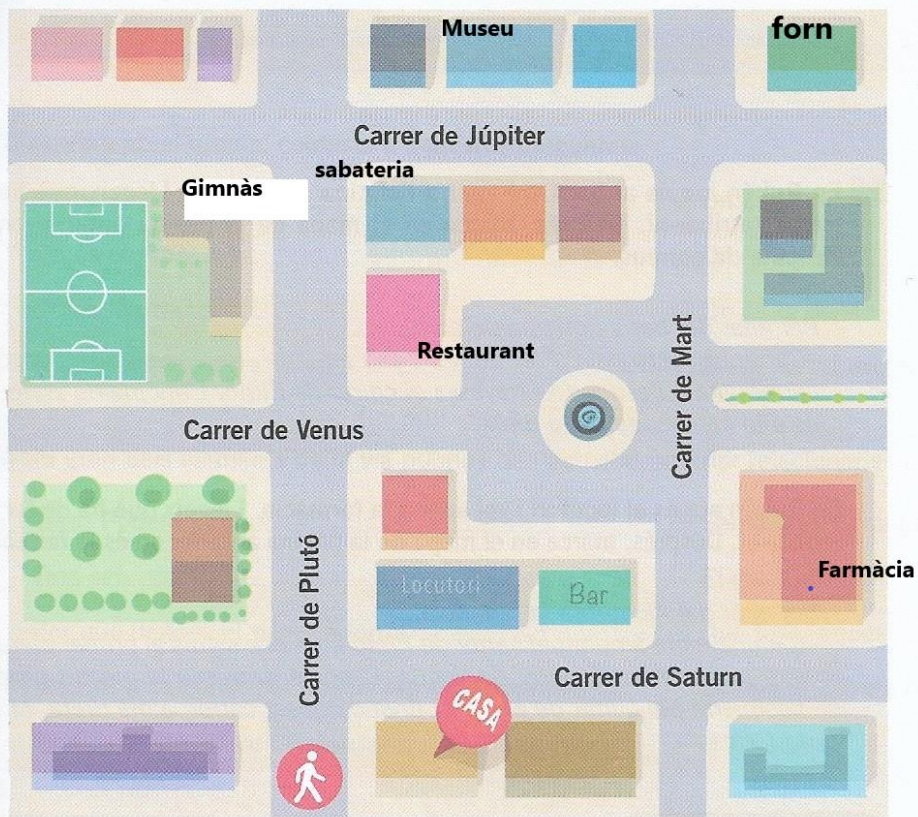 Museu
forn
Carrer de Júpiter
sabateria
Gimnàs
Restaurant
Carrer de Mart
Carrer de Venus
Carrer de Plutó
Locutori
Bar
Farmàcia
Carrer de Saturn
CASA